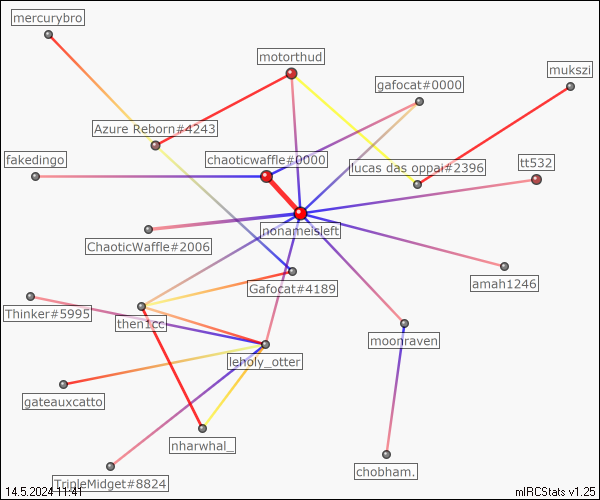 mercurybro
motorthud
mukszi
gafocat#0000
Azure Reborn#4243
fakedingo
chaoticwaffle#0000
lucas das oppai#2396
tt532
nonameisleft
ChaoticWaffle#2006
amah1246
Gafocat#4189
Thinker#5995
then1cc
moonraven
leholy_otter
gateauxcatto
nharwhal_
chobham.
TripleMidget#8824
14.5.2024 11:41
mIRCStats v1.25